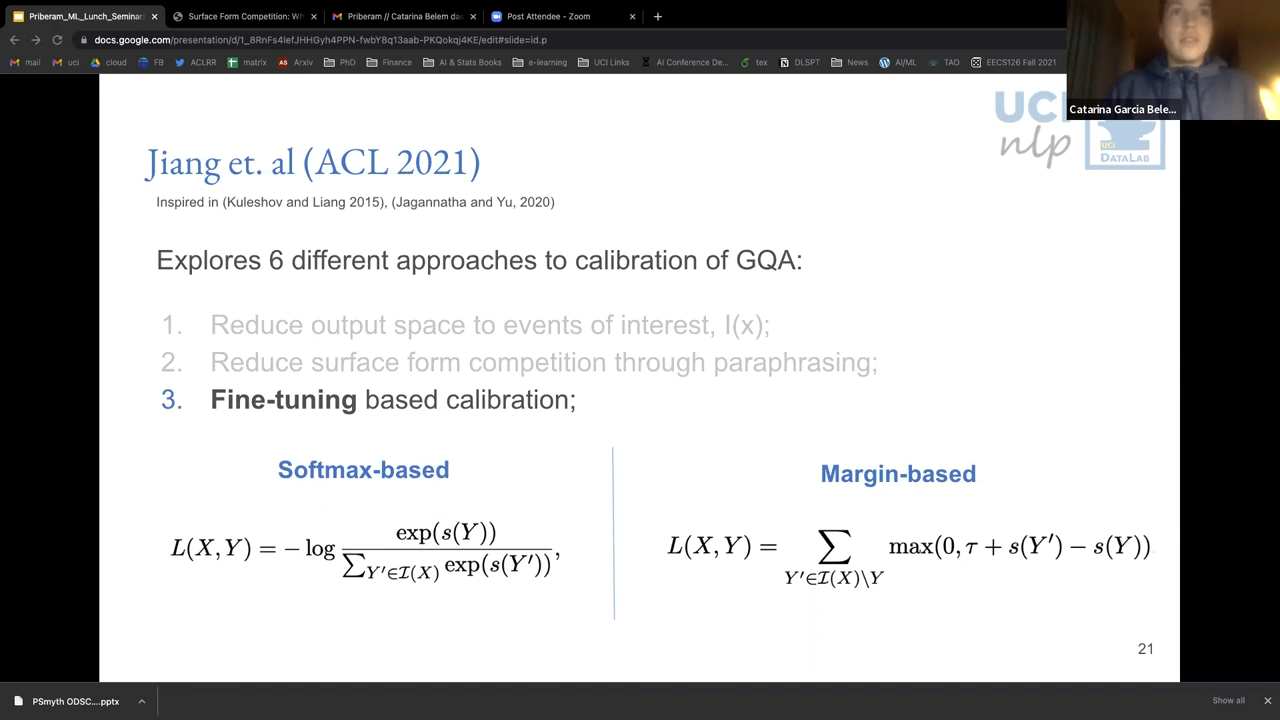 Priberam_ML_Lunch_Seminar
Surface Form Competition: Wh
Priberam // Catarina Belem das
Post Attendee - Zoom
docs.google.com/presentation/d/1_8RnFs4lefJHHGyh4PPN-fwbY8q13aab-PKQokqj4KE/edit#slide=id.p
mail uci cloud FB ACLRR matrix Arxiv PhD Finance AI & Stats Books e-learning UCI Links AI Conference De... tex DLSPT News AI/ML TAO EECS126 Fall 2021
Catarina Garcia Bele...
UCI
nlp
UCI
DATALAB
Jiang et. al (ACL 2021)
Inspired in (Kuleshov and Liang 2015), (Jagannatha and Yu, 2020)
Explores 6 different approaches to calibration of GQA:
1. Reduce output space to events of interest, I(x);
2. Reduce surface form competition through paraphrasing;
3. Fine-tuning based calibration;
Softmax-based
L(X, Y) = − log exp(s(Y)) / ∑_{Y′∈I(X)} exp(s(Y′)),
Margin-based
L(X, Y) = ∑_{Y′∈I(X)\Y} max(0, τ + s(Y′) − s(Y))
21
PSmyth ODSC....pptx
Show all